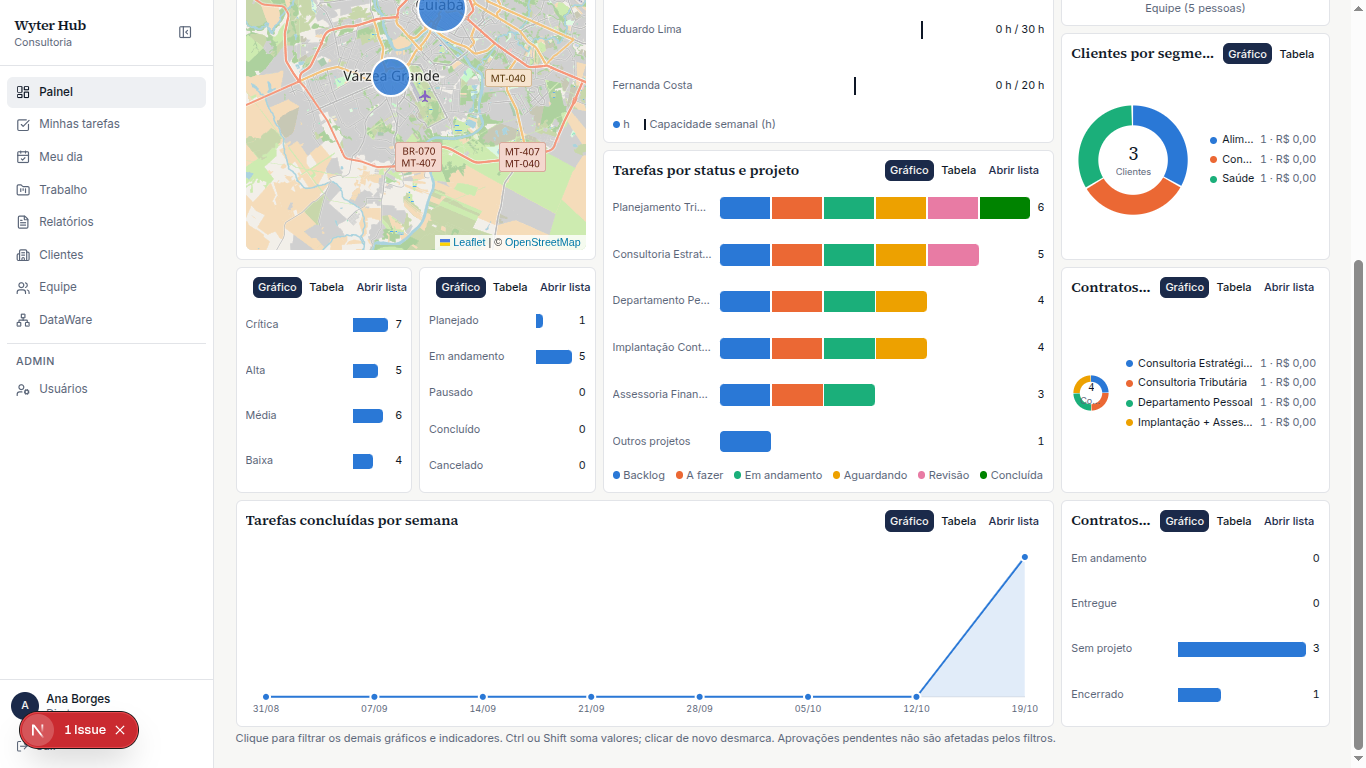 Wyter Hub
Consultoria
Painel
Minhas tarefas
Meu dia
Trabalho
Relatórios
Clientes
Equipe
DataWare
ADMIN
Usuários
Ana Borges
1 Issue
Cuiabá
Várzea Grande
MT-040
BR-070
MT-407
MT-407
MT-040
Leaflet | © OpenStreetMap
Eduardo Lima 0 h / 30 h
Fernanda Costa 0 h / 20 h
h Capacidade semanal (h)
Equipe (5 pessoas)
Clientes por segme... Gráfico Tabela
3
Clientes
Alim... 1 · R$ 0,00
Con... 1 · R$ 0,00
Saúde 1 · R$ 0,00
Tarefas por status e projeto Gráfico Tabela Abrir lista
Planejamento Tri... 6
Consultoria Estrat... 5
Departamento Pe... 4
Implantação Cont... 4
Assessoria Finan... 3
Outros projetos 1
Backlog A fazer Em andamento Aguardando Revisão Concluída
Gráfico Tabela Abrir lista
Crítica 7
Alta 5
Média 6
Baixa 4
Gráfico Tabela Abrir lista
Planejado 1
Em andamento 5
Pausado 0
Concluído 0
Cancelado 0
Contratos... Gráfico Tabela Abrir lista
4
Consultoria Estratégi... 1 · R$ 0,00
Consultoria Tributária 1 · R$ 0,00
Departamento Pessoal 1 · R$ 0,00
Implantação + Asses... 1 · R$ 0,00
Tarefas concluídas por semana Gráfico Tabela Abrir lista
31/08 07/09 14/09 21/09 28/09 05/10 12/10 19/10
Contratos... Gráfico Tabela Abrir lista
Em andamento 0
Entregue 0
Sem projeto 3
Encerrado 1
Clique para filtrar os demais gráficos e indicadores. Ctrl ou Shift soma valores; clicar de novo desmarca. Aprovações pendentes não são afetadas pelos filtros.